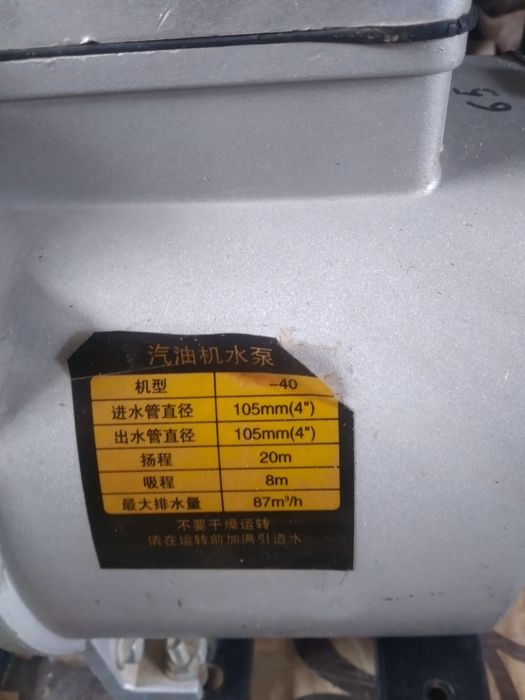 汽油机水泵
机型 -40
进水管直径 105mm(4")
出水管直径 105mm(4")
扬程 20m
吸程 8m
最大排水量 87m³/h
不要干燥运转
请在运转前加满引道水